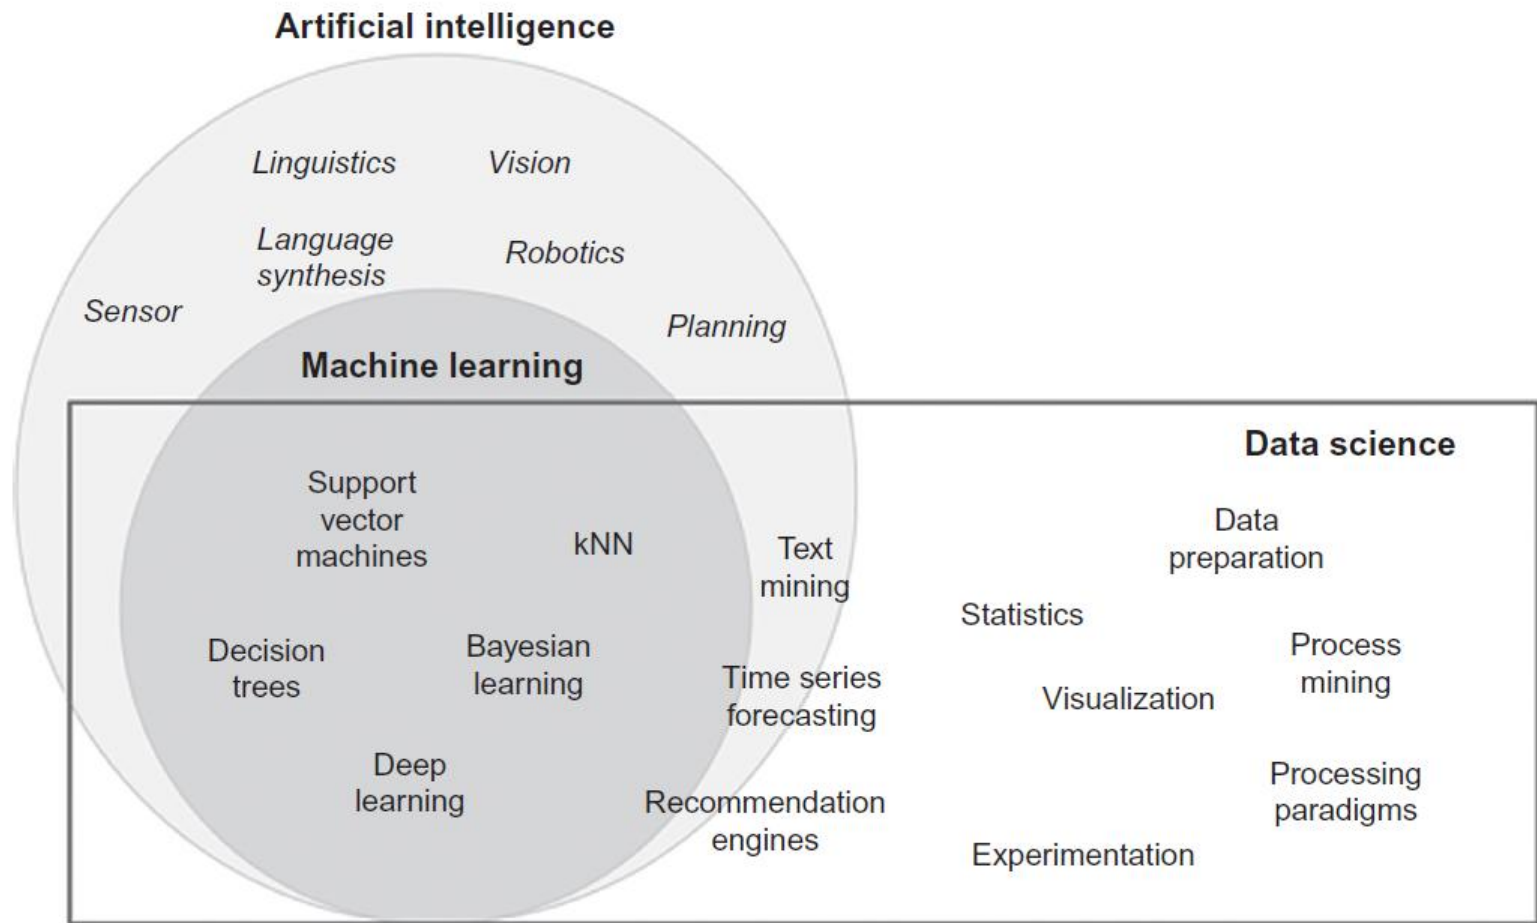 Artificial intelligence
Linguistics
Vision
Language
synthesis
Robotics
Sensor
Planning
Machine learning
Data science
Support
vector
machines
kNN
Text
mining
Data
preparation
Statistics
Decision
trees
Bayesian
learning
Time series
forecasting
Visualization
Process
mining
Deep
learning
Recommendation
engines
Processing
paradigms
Experimentation